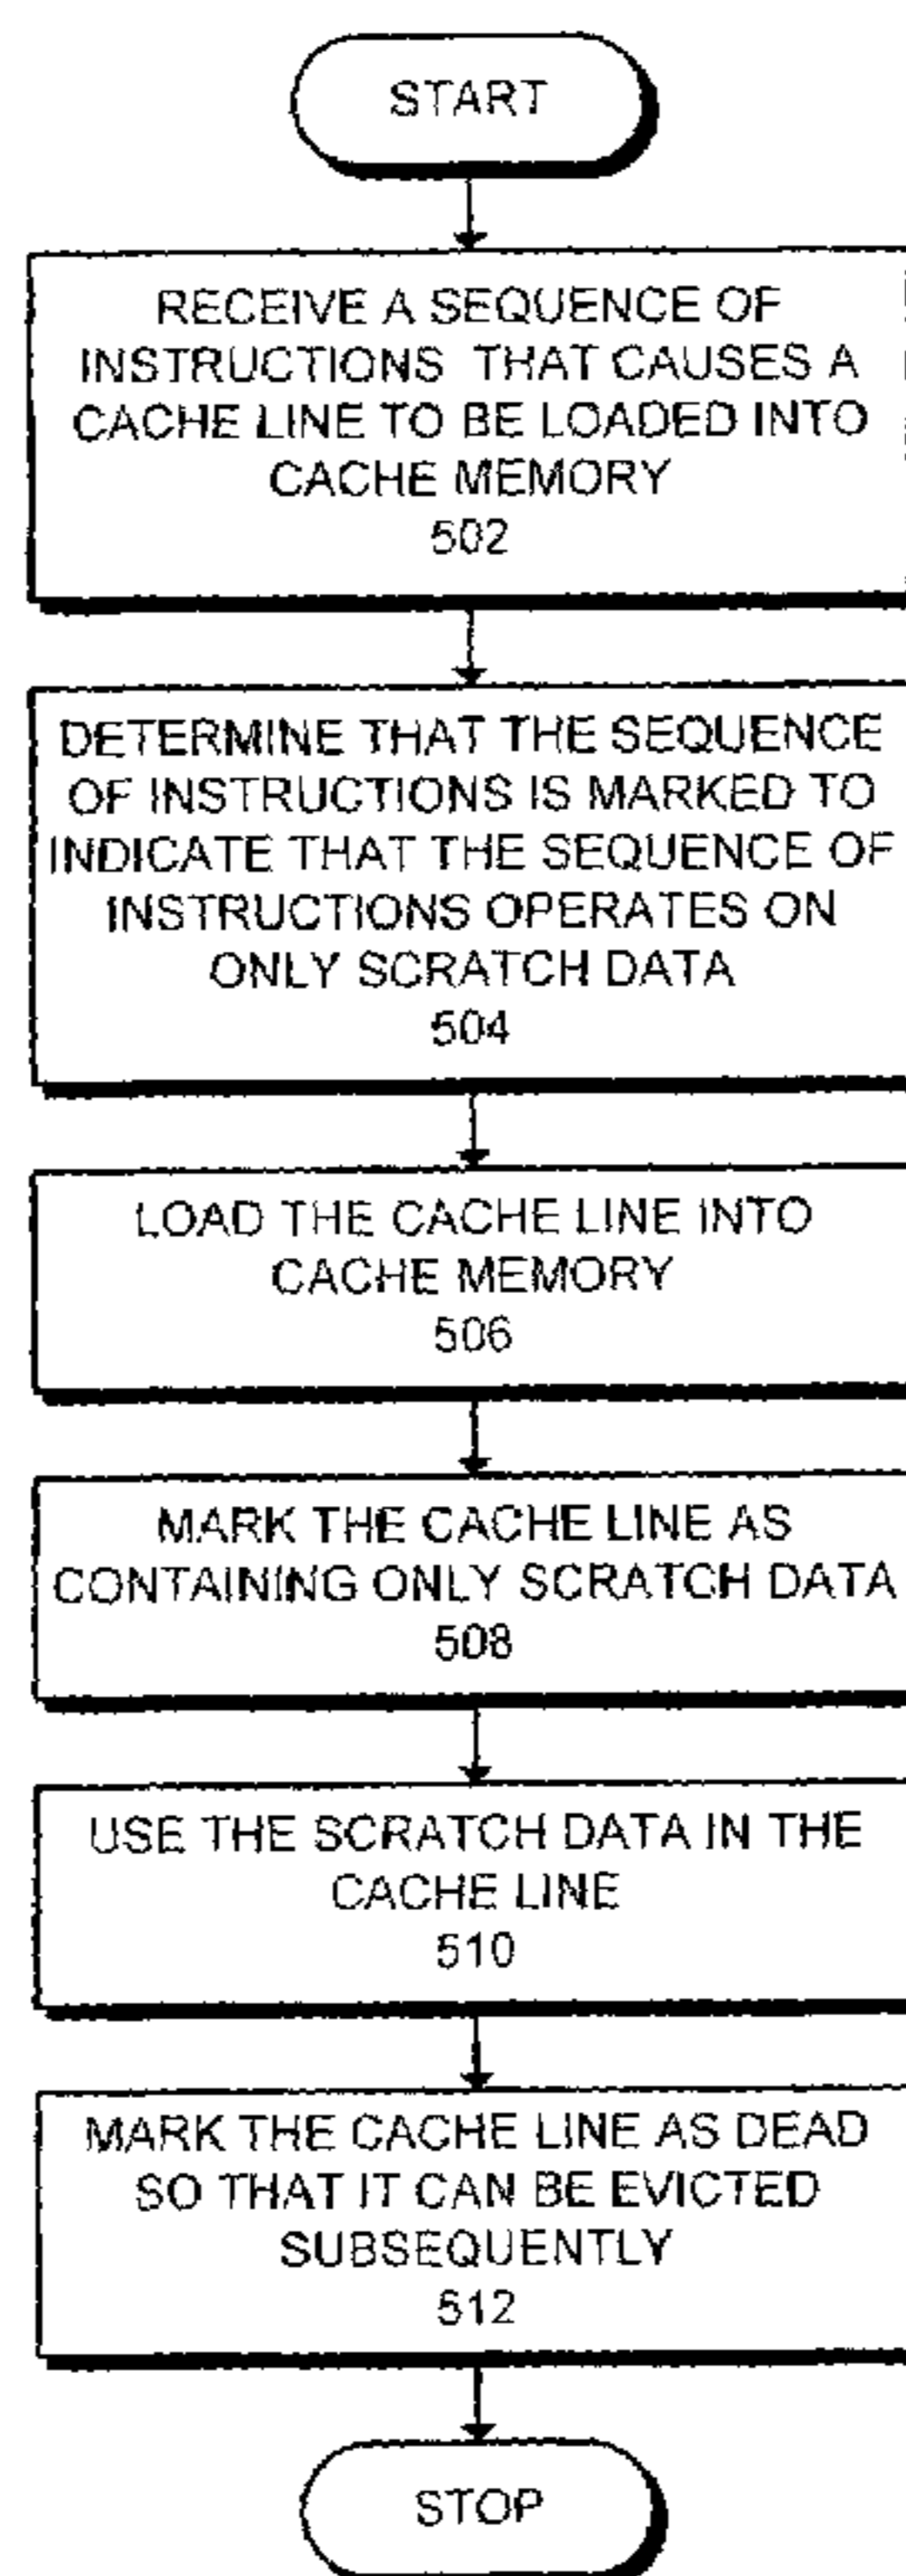 START
RECEIVE A SEQUENCE OF
INSTRUCTIONS THAT CAUSES A
CACHE LINE TO BE LOADED INTO
CACHE MEMORY
502
DETERMINE THAT THE SEQUENCE
OF INSTRUCTIONS IS MARKED TO
INDICATE THAT THE SEQUENCE OF
INSTRUCTIONS OPERATES ON
ONLY SCRATCH DATA
504
LOAD THE CACHE LINE INTO
CACHE MEMORY
506
MARK THE CACHE LINE AS
CONTAINING ONLY SCRATCH DATA
508
USE THE SCRATCH DATA IN THE
CACHE LINE
510
MARK THE CACHE LINE AS DEAD
SO THAT IT CAN BE EVICTED
SUBSEQUENTLY
512
STOP